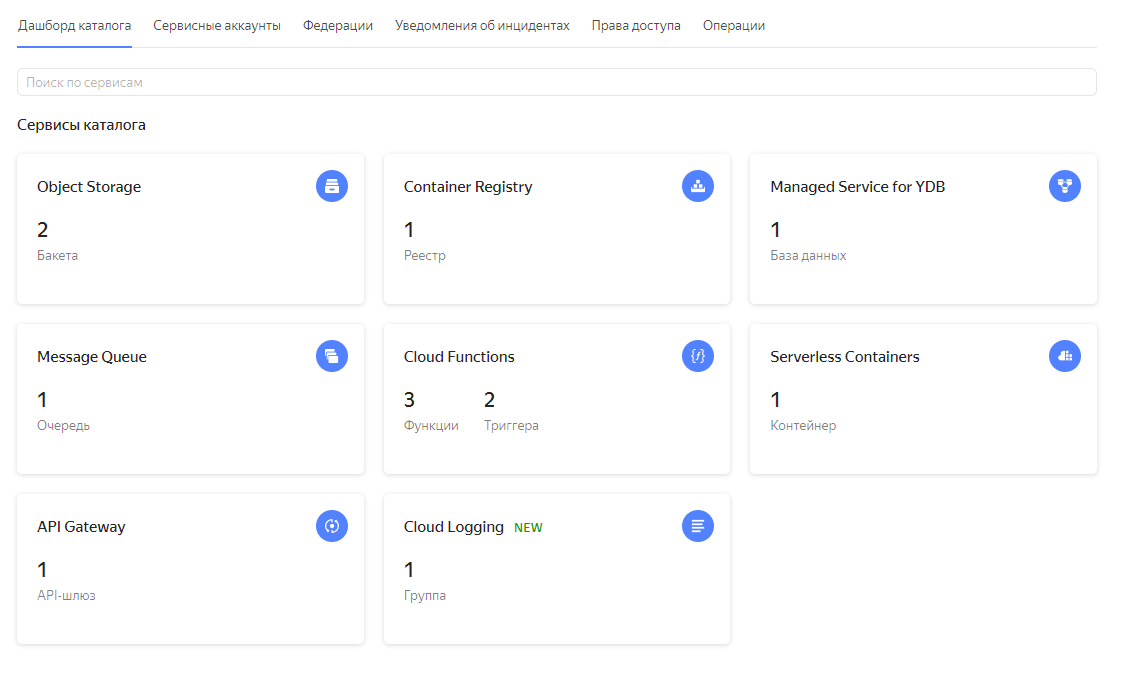 Дашборд каталога Сервисные аккаунты Федерации Уведомления об инцидентах Права доступа Операции
Поиск по сервисам
Сервисы каталога
Object Storage
2
Бакета
Container Registry
1
Реестр
Managed Service for YDB
1
База данных
Message Queue
1
Очередь
Cloud Functions
3 2
Функции Триггера
Serverless Containers
1
Контейнер
API Gateway
1
API-шлюз
Cloud Logging NEW
1
Группа